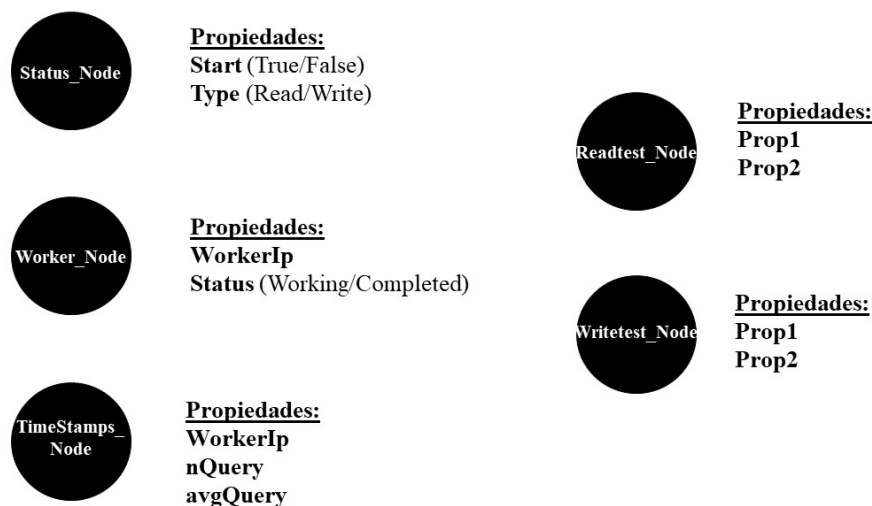 Status_Node
Propiedades:
Start (True/False)
Type (Read/Write)
Worker_Node
Propiedades:
WorkerIp
Status (Working/Completed)
TimeStamps_
Node
Propiedades:
WorkerIp
nQuery
avgQuery
Readtest_Node
Propiedades:
Prop1
Prop2
Writetest_Node
Propiedades:
Prop1
Prop2